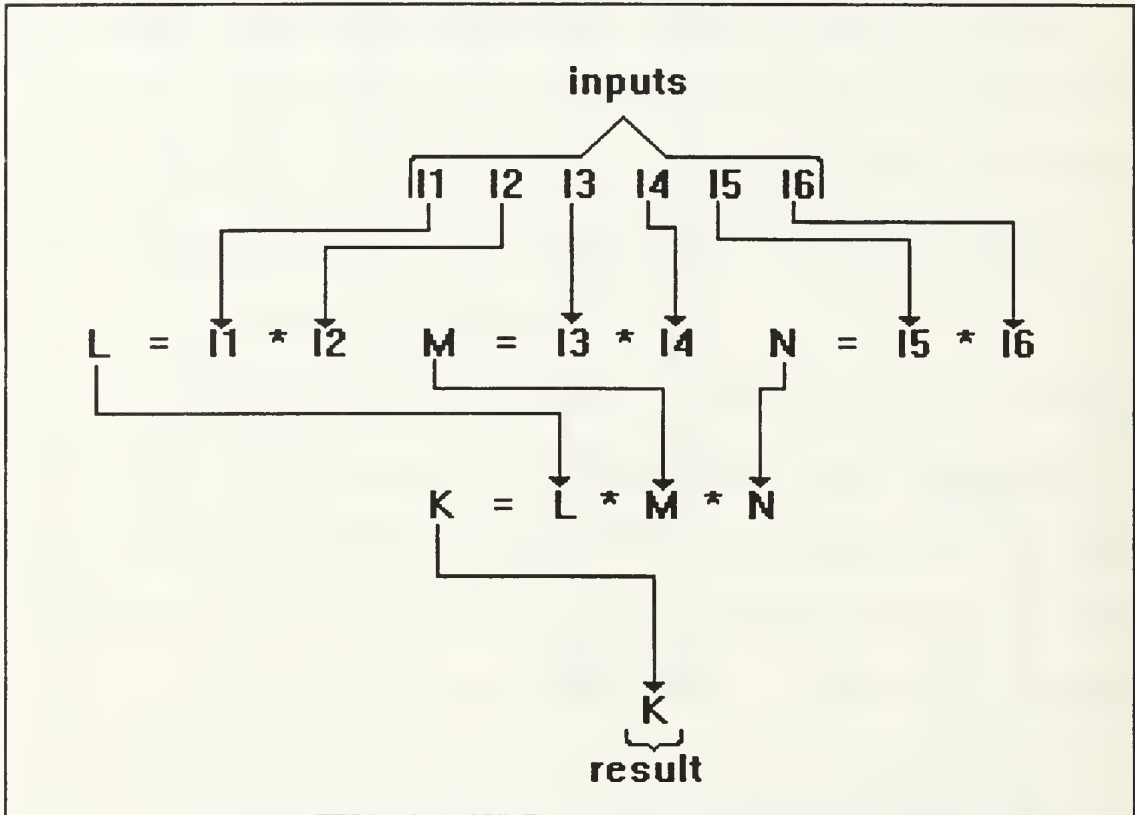 inputs
I1 I2 I3 I4 I5 I6
L = I1 * I2 M = I3 * I4 N = I5 * I6
K = L * M * N
K
result